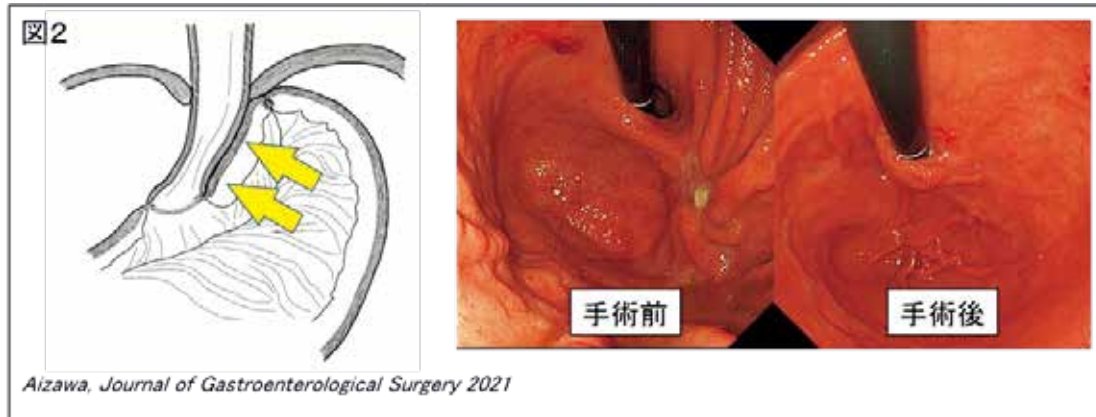 図2
手術前
手術後
Aizawa, Journal of Gastroenterological Surgery 2021